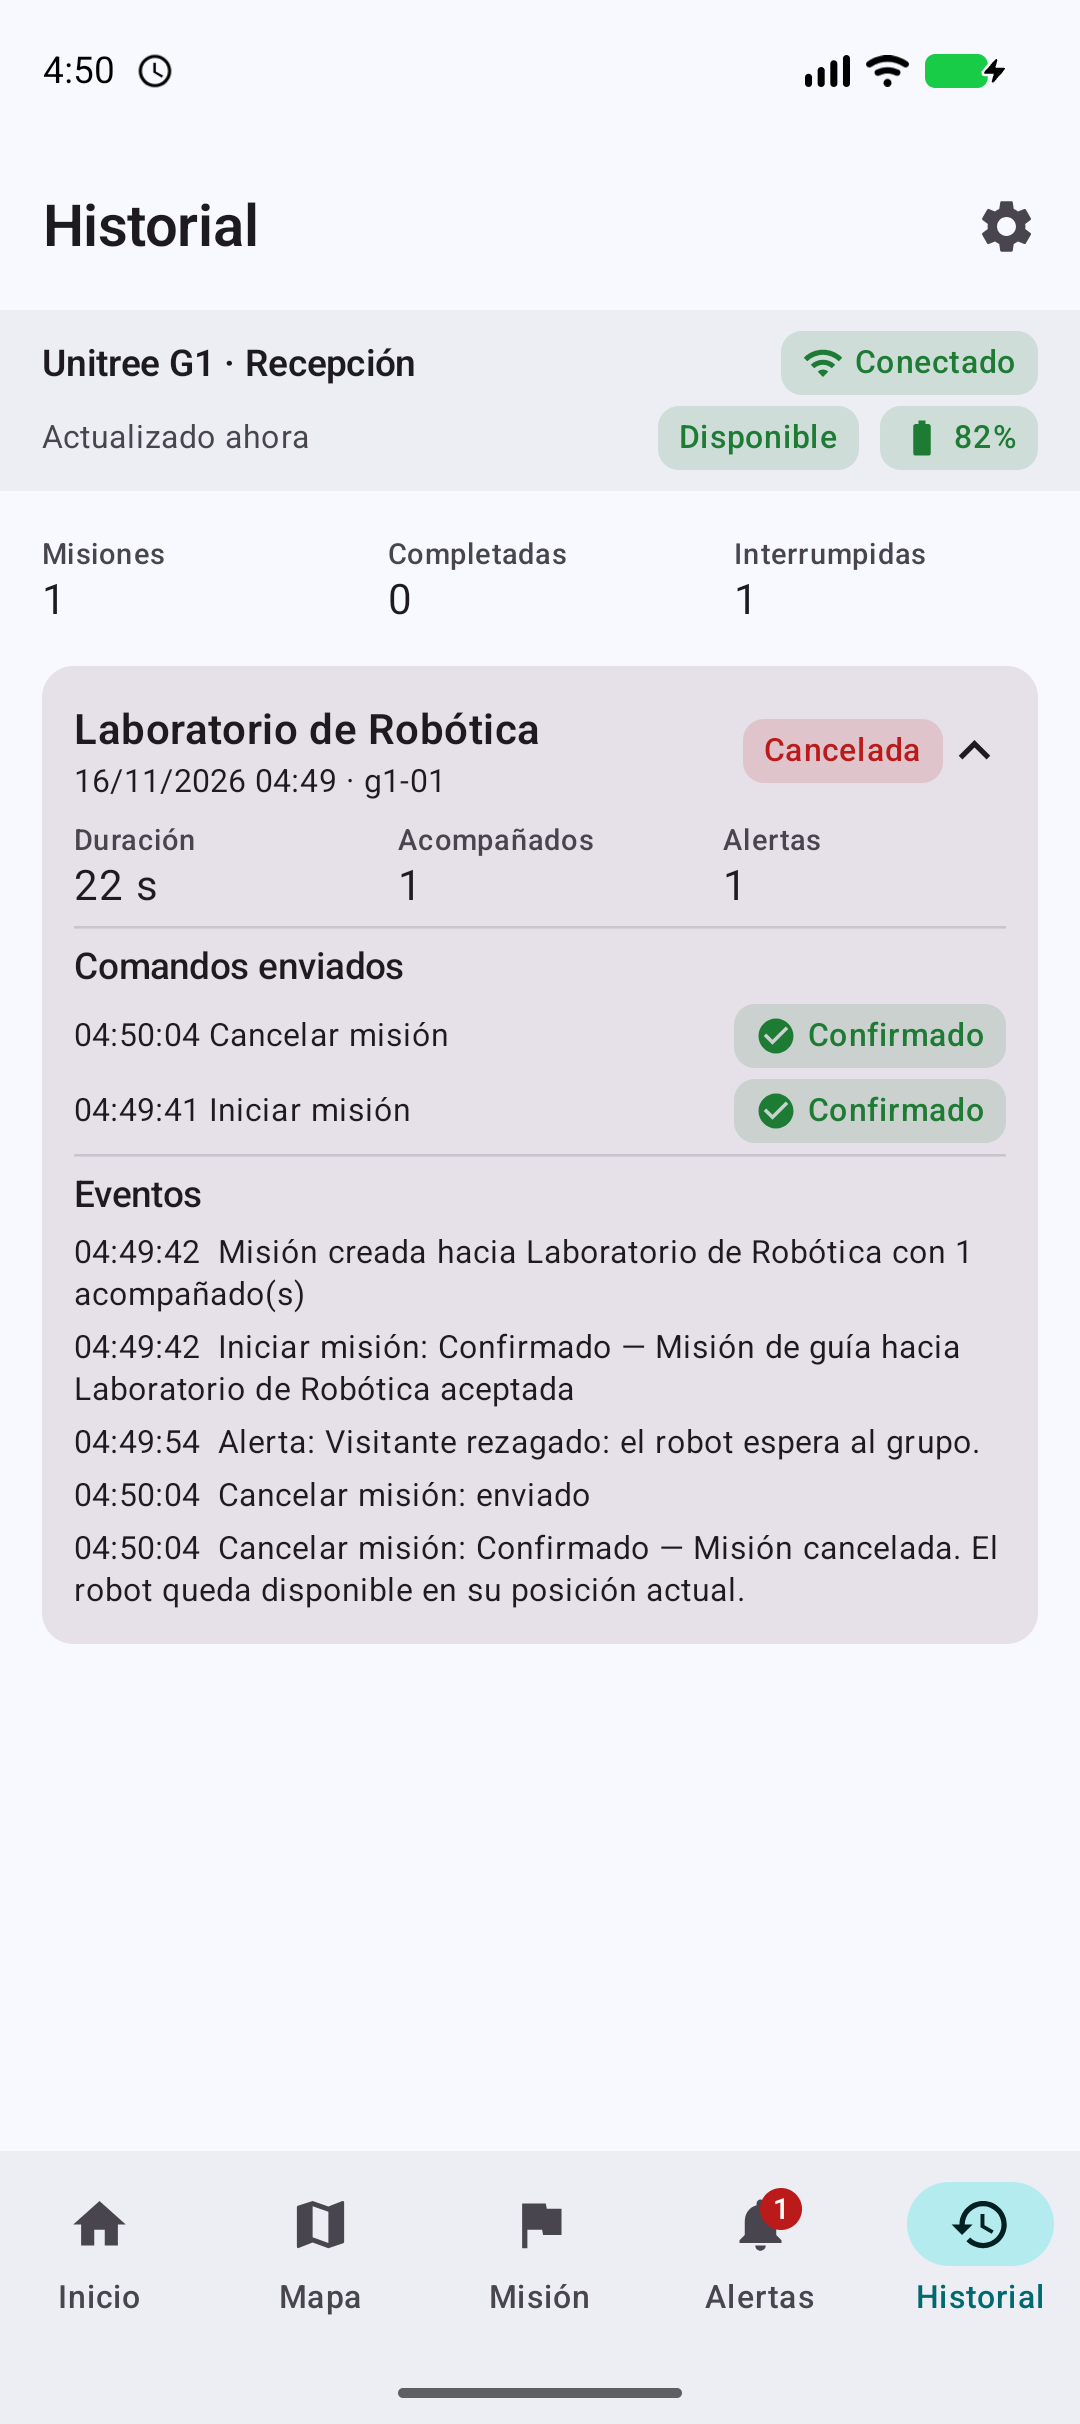 4:50
Historial
Unitree G1 · Recepción
Conectado
Actualizado ahora
Disponible
82%
Misiones
Completadas
Interrumpidas
1
0
1
Laboratorio de Robótica
16/11/2026 04:49 · g1-01
Cancelada
Duración
Acompañados
Alertas
22 s
1
1
Comandos enviados
04:50:04 Cancelar misión
Confirmado
04:49:41 Iniciar misión
Confirmado
Eventos
04:49:42 Misión creada hacia Laboratorio de Robótica con 1
acompañado(s)
04:49:42 Iniciar misión: Confirmado — Misión de guía hacia
Laboratorio de Robótica aceptada
04:49:54 Alerta: Visitante rezagado: el robot espera al grupo.
04:50:04 Cancelar misión: enviado
04:50:04 Cancelar misión: Confirmado — Misión cancelada. El
robot queda disponible en su posición actual.
1
Inicio
Mapa
Misión
Alertas
Historial